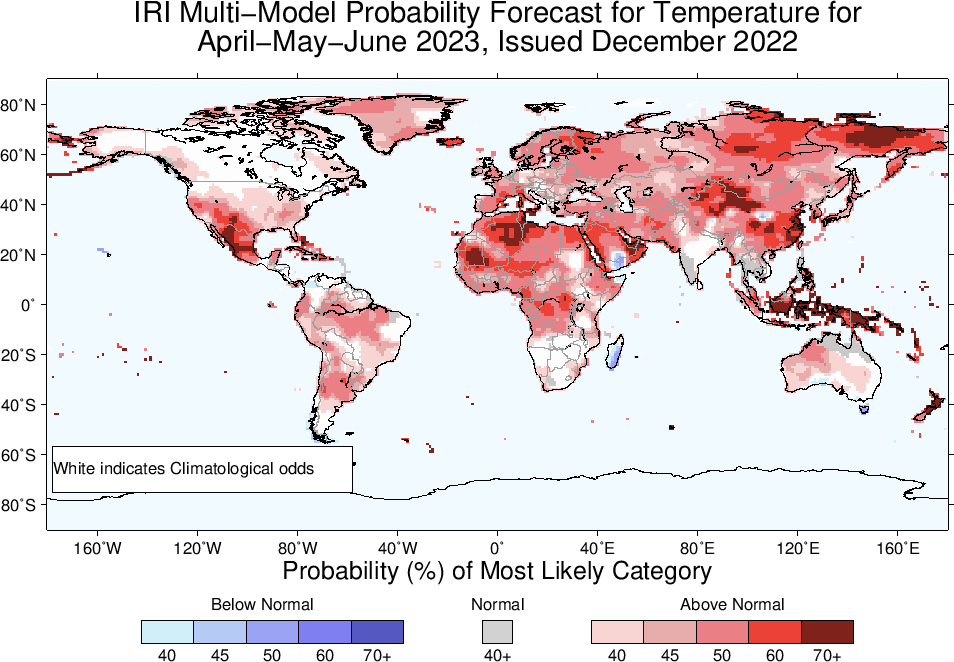 IRI Multi−Model Probability Forecast for Temperature for
April−May−June 2023, Issued December 2022
80˚N
60˚N
40˚N
20˚N
0˚
20˚S
40˚S
60˚S
80˚S
White indicates Climatological odds
160˚W 120˚W 80˚W 40˚W 0˚ 40˚E 80˚E 120˚E 160˚E
Probability (%) of Most Likely Category
Below Normal Normal Above Normal
40 45 50 60 70+ 40+ 40 45 50 60 70+